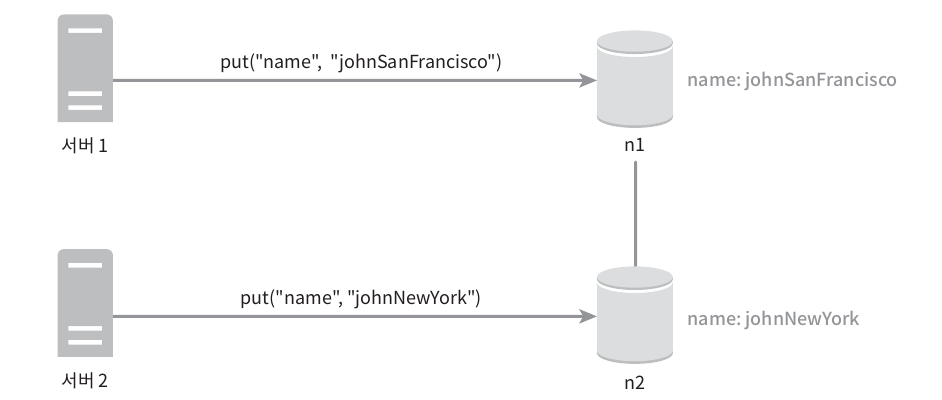 put("name", "johnSanFrancisco")
name: johnSanFrancisco
서버 1
n1
put("name", "johnNewYork")
name: johnNewYork
서버 2
n2